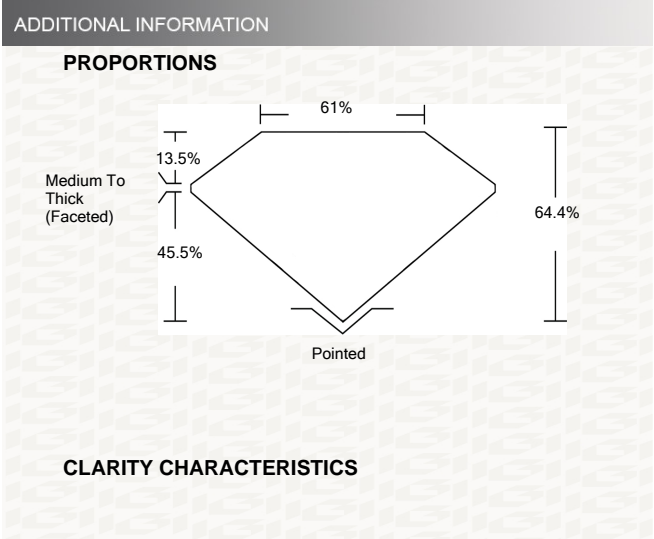 ADDITIONAL INFORMATION
PROPORTIONS
61%
13.5%
Medium To
Thick
(Faceted)
64.4%
45.5%
Pointed
CLARITY CHARACTERISTICS